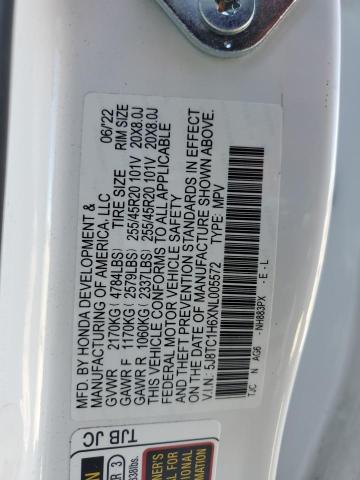 MFD. BY HONDA DEVELOPMENT & 06/22
MANUFACTURING OF AMERICA, LLC
GVWR 2170KG (4784LBS) TIRE SIZE RIM SIZE
GAWR F 1170KG (2579LBS) 255/45R20 101V 20X8.0J
GAWR R 1060KG (2337LBS) 255/45R20 101V 20X8.0J
THIS VEHICLE CONFORMS TO ALL APPLICABLE
FEDERAL MOTOR VEHICLE SAFETY
AND THEFT PREVENTION STANDARDS IN EFFECT
ON THE DATE OF MANUFACTURE SHOWN ABOVE.
V.I.N.: 5J8TC1H6XNL005572 TYPE: MPV
TJC N AG6 -NH883PX -E-L
TJB JC
R 3
838lbs.